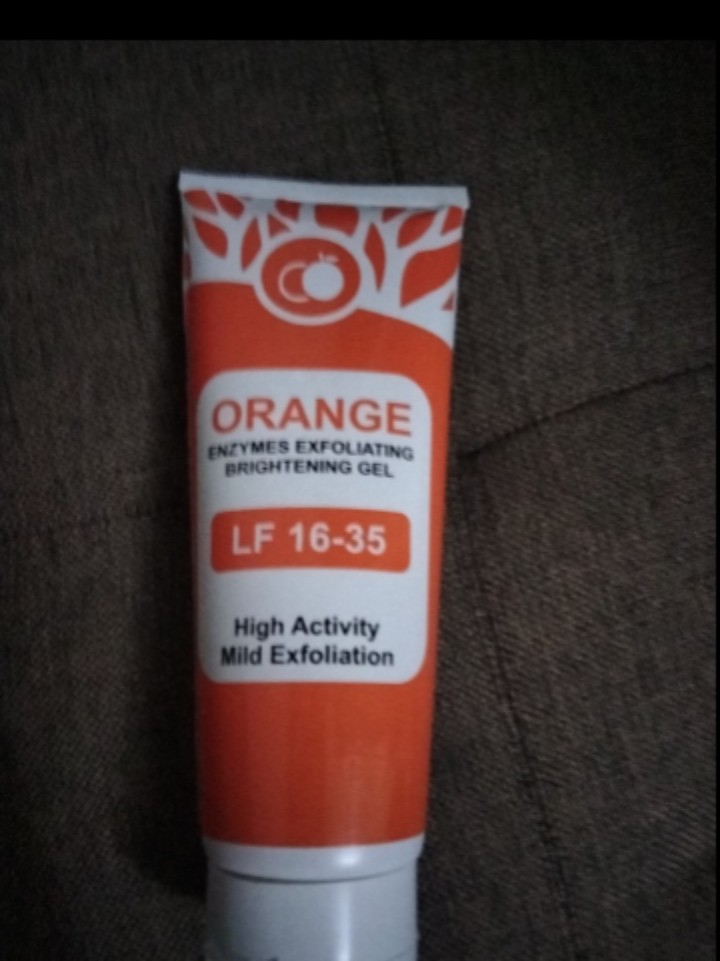 ORANGE
ENZYMES EXFOLIATING
BRIGHTENING GEL
LF 16-35
High Activity
Mild Exfoliation